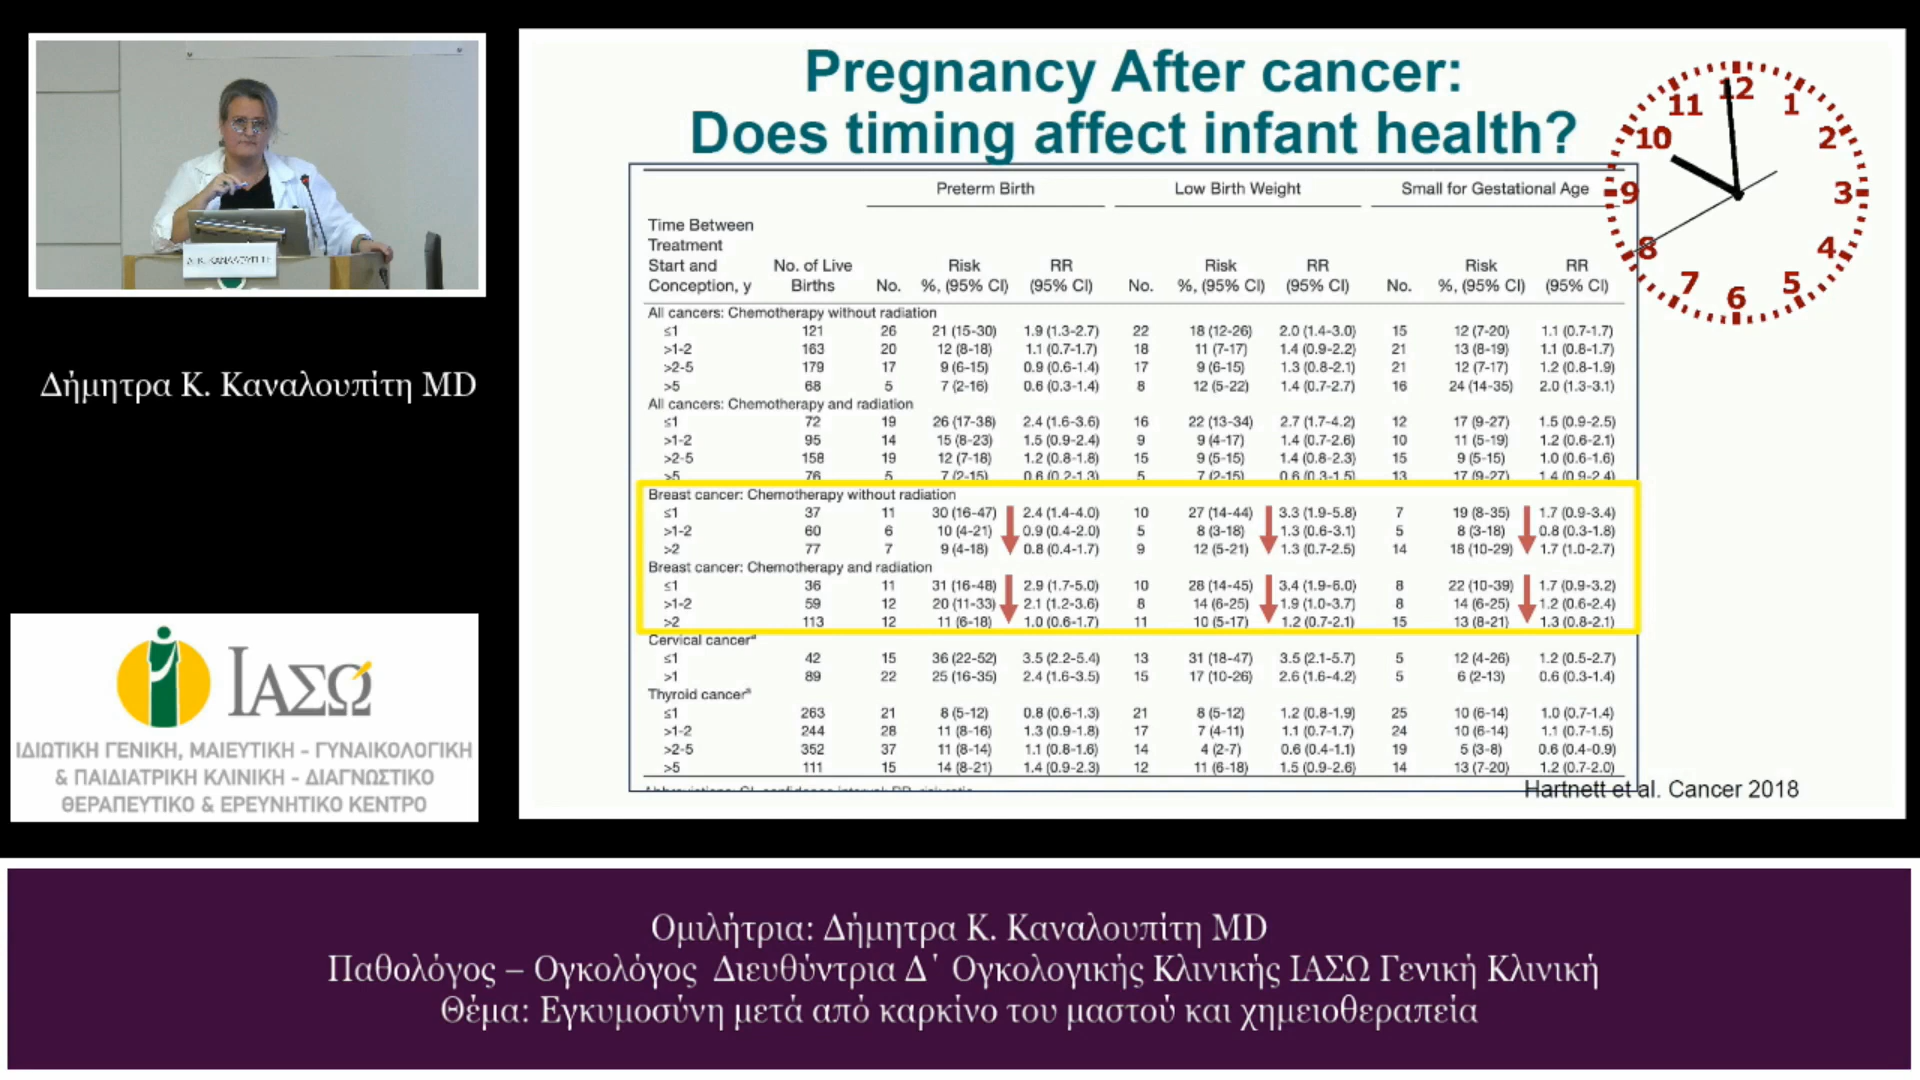 Pregnancy After cancer:
Does timing affect infant health?
12
1
2
3
4
5
6
7
8
9
10
11
Preterm Birth Low Birth Weight Small for Gestational Age
Time Between
Treatment
Start and No. of Live Risk RR Risk RR Risk RR
Conception, y Births No. %, (95% CI) (95% CI) No. %, (95% CI) (95% CI) No. %, (95% CI) (95% CI)
All cancers: Chemotherapy without radiation
≤1 121 26 21 (15-30) 1.9 (1.3-2.7) 22 18 (12-26) 2.0 (1.4-3.0) 15 12 (7-20) 1.1 (0.7-1.7)
>1-2 163 20 12 (8-18) 1.1 (0.7-1.7) 18 11 (7-17) 1.4 (0.9-2.2) 21 13 (8-19) 1.1 (0.8-1.7)
>2-5 179 17 9 (6-15) 0.9 (0.6-1.4) 17 9 (6-15) 1.3 (0.8-2.1) 21 12 (7-17) 1.2 (0.8-1.9)
>5 68 5 7 (2-16) 0.6 (0.3-1.4) 8 12 (5-22) 1.4 (0.7-2.7) 16 24 (14-35) 2.0 (1.3-3.1)
All cancers: Chemotherapy and radiation
≤1 72 19 26 (17-38) 2.4 (1.6-3.6) 16 22 (13-34) 2.7 (1.7-4.2) 12 17 (9-27) 1.5 (0.9-2.5)
>1-2 95 14 15 (8-23) 1.5 (0.9-2.4) 9 9 (4-17) 1.4 (0.7-2.6) 10 11 (5-19) 1.2 (0.6-2.1)
>2-5 158 19 12 (7-18) 1.2 (0.8-1.8) 15 9 (5-15) 1.4 (0.8-2.3) 15 9 (5-15) 1.0 (0.6-1.6)
>5 76 5 7 (2-15) 0.6 (0.2-1.3) 5 7 (2-15) 0.6 (0.3-1.5) 13 17 (9-27) 1.4 (0.9-2.4)
Breast cancer: Chemotherapy without radiation
≤1 37 11 30 (16-47) 2.4 (1.4-4.0) 10 27 (14-44) 3.3 (1.9-5.8) 7 19 (8-35) 1.7 (0.9-3.4)
>1-2 60 6 10 (4-21) 0.9 (0.4-2.0) 5 8 (3-18) 1.3 (0.6-3.1) 5 8 (3-18) 0.8 (0.3-1.8)
>2 77 7 9 (4-18) 0.8 (0.4-1.7) 9 12 (5-21) 1.3 (0.7-2.5) 14 18 (10-29) 1.7 (1.0-2.7)
Breast cancer: Chemotherapy and radiation
≤1 36 11 31 (16-48) 2.9 (1.7-5.0) 10 28 (14-45) 3.4 (1.9-6.0) 8 22 (10-39) 1.7 (0.9-3.2)
>1-2 59 12 20 (11-33) 2.1 (1.2-3.6) 8 14 (6-25) 1.9 (1.0-3.7) 8 14 (6-25) 1.2 (0.6-2.4)
>2 113 12 11 (6-18) 1.0 (0.6-1.7) 11 10 (5-17) 1.2 (0.7-2.1) 15 13 (8-21) 1.3 (0.8-2.1)
Cervical cancerᵃ
≤1 42 15 36 (22-52) 3.5 (2.2-5.4) 13 31 (18-47) 3.5 (2.1-5.7) 5 12 (4-26) 1.2 (0.5-2.7)
>1 89 22 25 (16-35) 2.4 (1.6-3.5) 15 17 (10-26) 2.6 (1.6-4.2) 5 6 (2-13) 0.6 (0.3-1.4)
Thyroid cancerᵃ
≤1 263 21 8 (5-12) 0.8 (0.6-1.3) 21 8 (5-12) 1.2 (0.8-1.9) 25 10 (6-14) 1.0 (0.7-1.4)
>1-2 244 28 11 (8-16) 1.3 (0.9-1.8) 17 7 (4-11) 1.1 (0.7-1.7) 24 10 (6-14) 1.1 (0.7-1.5)
>2-5 352 37 11 (8-14) 1.1 (0.8-1.6) 14 4 (2-7) 0.6 (0.4-1.1) 19 5 (3-8) 0.6 (0.4-0.9)
>5 111 15 14 (8-21) 1.4 (0.9-2.3) 12 11 (6-18) 1.5 (0.9-2.6) 14 13 (7-20) 1.2 (0.7-2.0)
Hartnett et al. Cancer 2018
Δήμητρα Κ. Καναλουπίτη MD
ΙΑΣΩ
ΙΔΙΩΤΙΚΗ ΓΕΝΙΚΗ, ΜΑΙΕΥΤΙΚΗ - ΓΥΝΑΙΚΟΛΟΓΙΚΗ
& ΠΑΙΔΙΑΤΡΙΚΗ ΚΛΙΝΙΚΗ - ΔΙΑΓΝΩΣΤΙΚΟ
ΘΕΡΑΠΕΥΤΙΚΟ & ΕΡΕΥΝΗΤΙΚΟ ΚΕΝΤΡΟ
Ομιλήτρια: Δήμητρα Κ. Καναλουπίτη MD
Παθολόγος – Ογκολόγος Διευθύντρια Δ΄ Ογκολογικής Κλινικής ΙΑΣΩ Γενική Κλινική
Θέμα: Εγκυμοσύνη μετά από καρκίνο του μαστού και χημειοθεραπεία